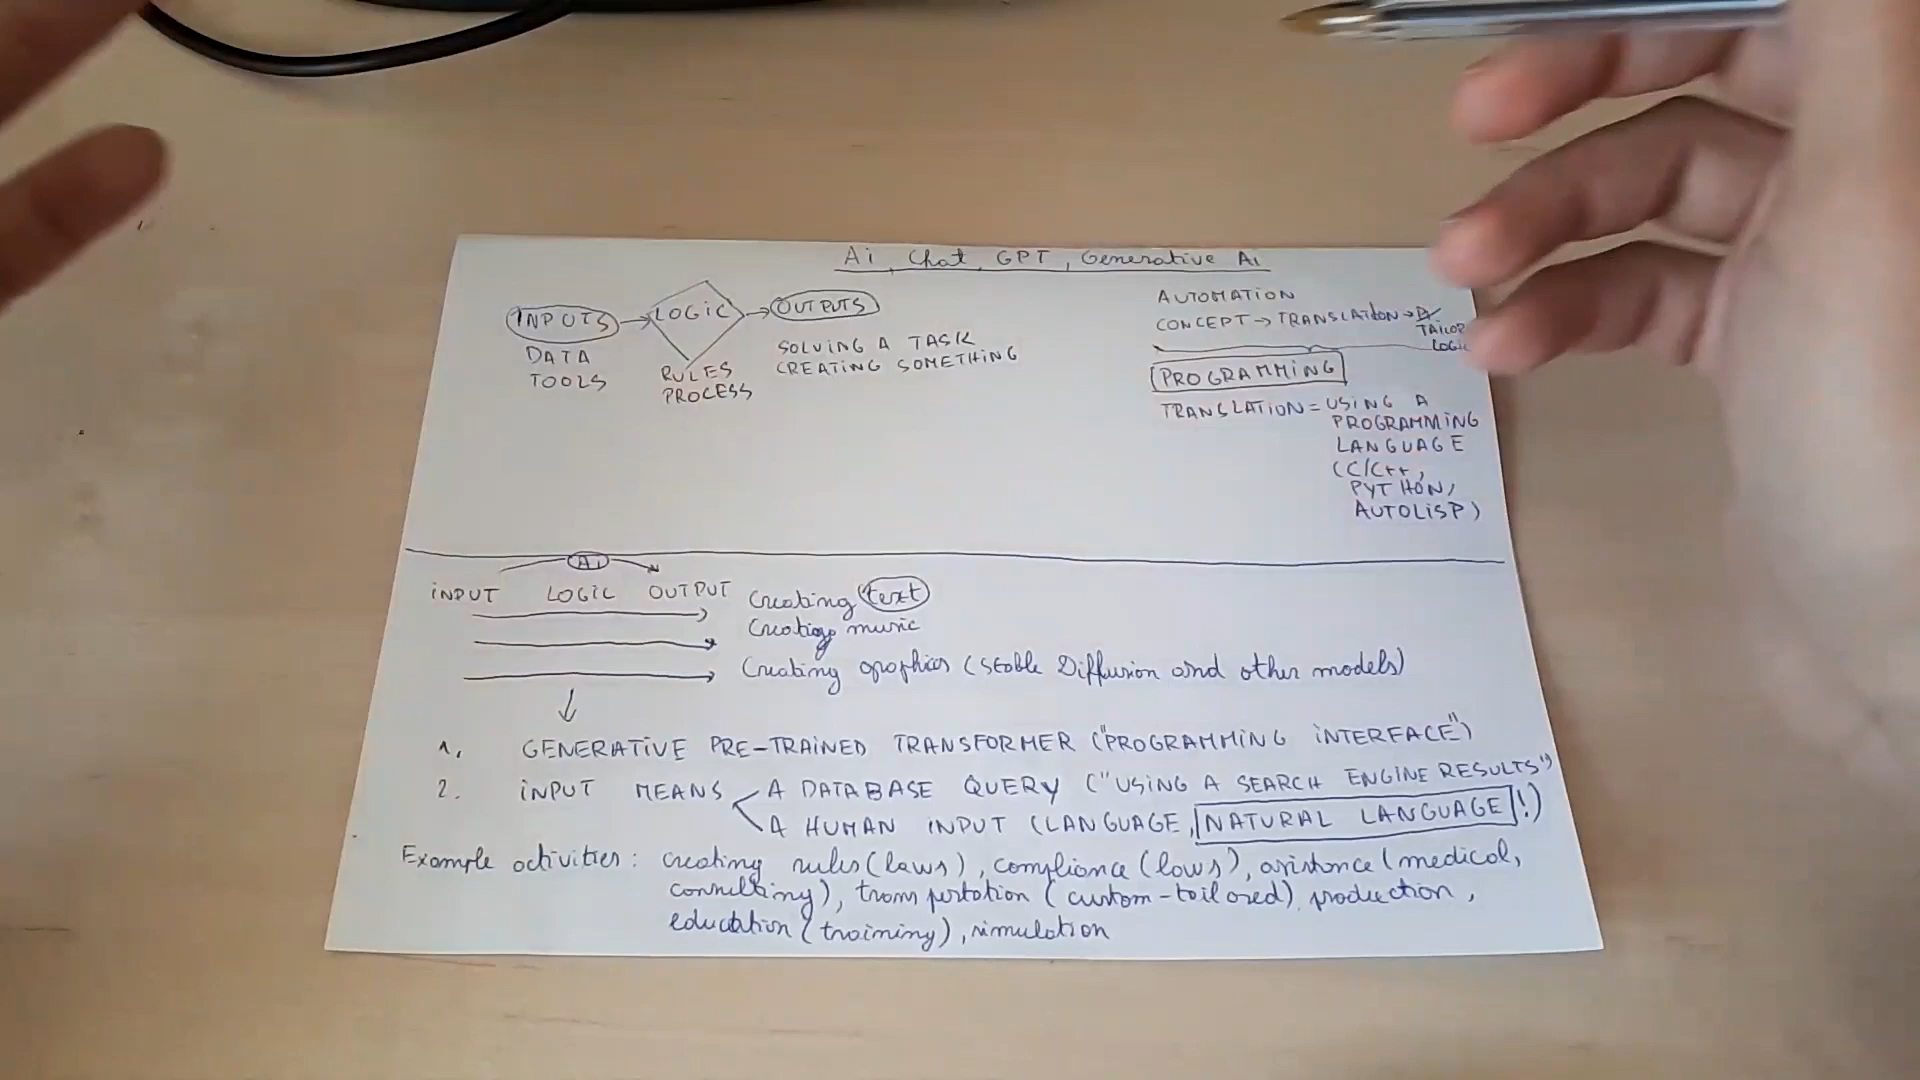 Ai, Chat GPT, Generative Ai
INPUTS → LOGIC → OUTPUTS
DATA
TOOLS
RULES
PROCESS
SOLVING A TASK
CREATING SOMETHING
AUTOMATION
CONCEPT → TRANSLATION →
TAILOR
LOGIC
PROGRAMMING
TRANSLATION = USING A
PROGRAMMING
LANGUAGE
(C/C++,
PYTHON,
AUTOLISP)
Ai
INPUT LOGIC OUTPUT
Creating text
Creating music
Creating graphics (Stable Diffusion and other models)
1. GENERATIVE PRE-TRAINED TRANSFORMER ("PROGRAMMING INTERFACE")
2. INPUT MEANS A DATABASE QUERY ("USING A SEARCH ENGINE RESULTS")
A HUMAN INPUT (LANGUAGE, NATURAL LANGUAGE!)
Example activities: creating rules (laws), compliance (laws), asistence (medical,
consulting), transportation (custom-tailored) production,
education (training), simulation